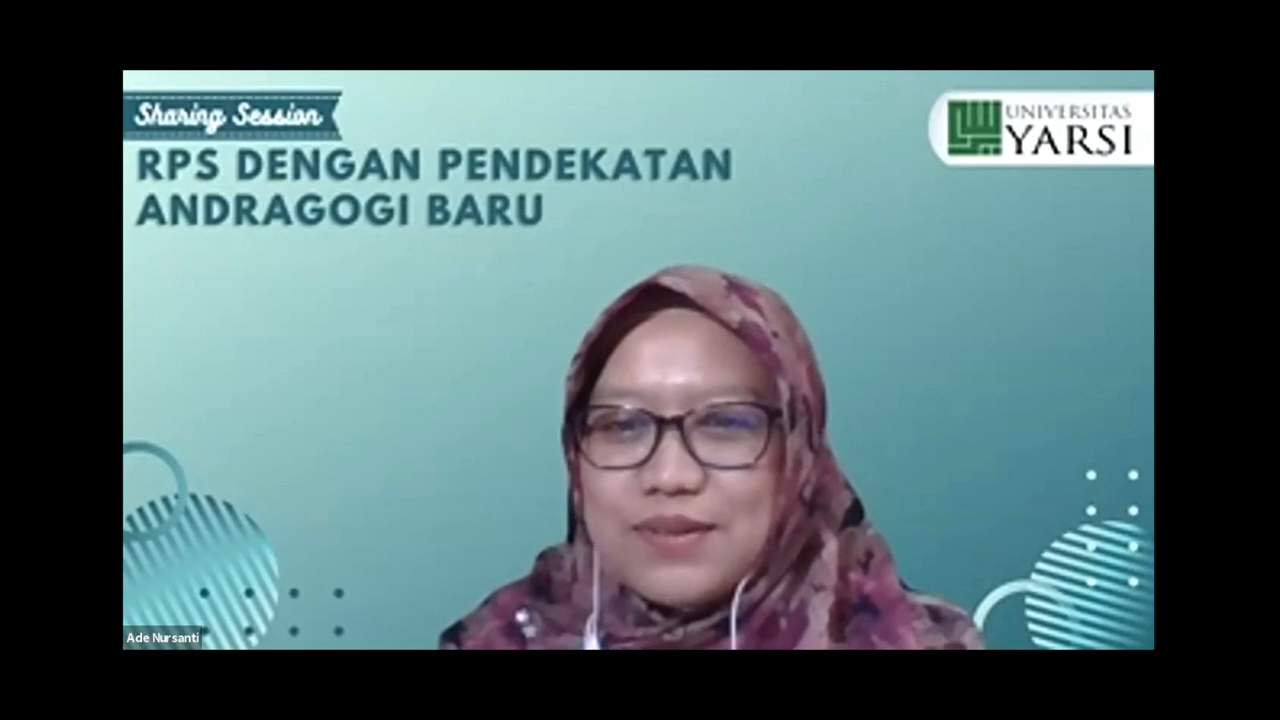 Sharing Session
RPS DENGAN PENDEKATAN
ANDRAGOGI BARU
UNIVERSITAS
YARSI
Ade Nursanti